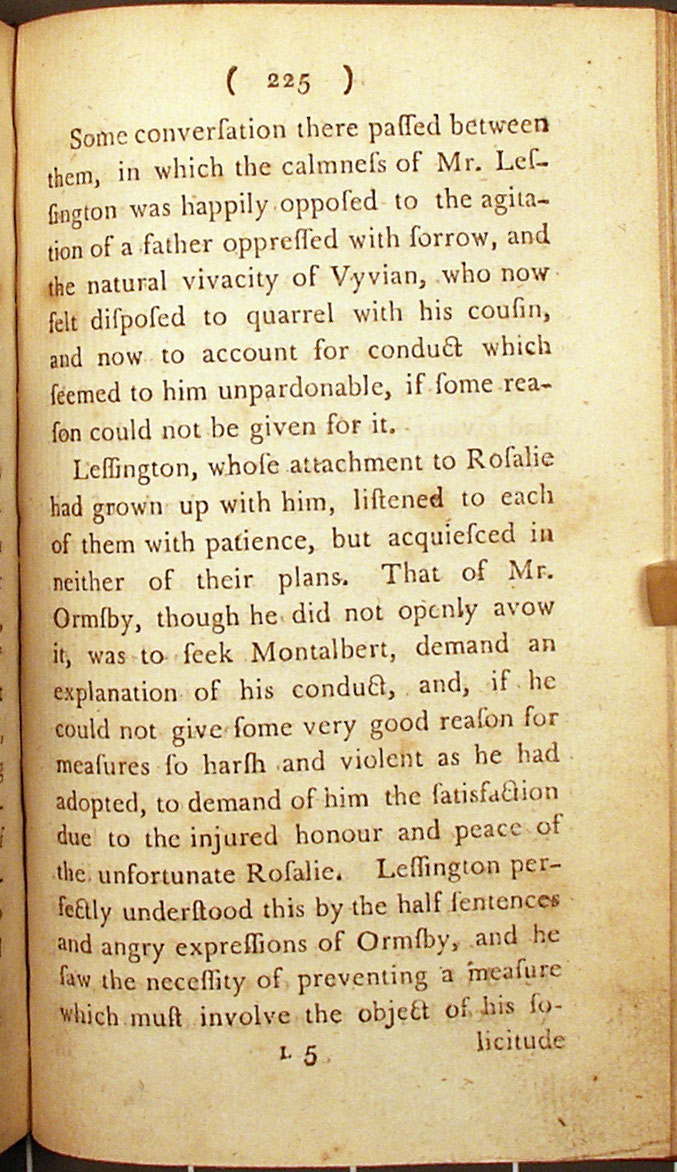 ( 225 )
Some converſation there paſſed between
them, in which the calmneſs of Mr. Leſ-
ſington was happily oppoſed to the agita-
tion of a father oppreſſed with ſorrow, and
the natural vivacity of Vyvian, who now
felt diſpoſed to quarrel with his couſin,
and now to account for conduct which
ſeemed to him unpardonable, if ſome rea-
ſon could not be given for it.
Leſſington, whoſe attachment to Roſalie
had grown up with him, liſtened to each
of them with patience, but acquieſced in
neither of their plans. That of Mr.
Ormſby, though he did not openly avow
it, was to ſeek Montalbert, demand an
explanation of his conduct, and, if he
could not give ſome very good reaſon for
meaſures ſo harſh and violent as he had
adopted, to demand of him the ſatisfaction
due to the injured honour and peace of
the unfortunate Roſalie. Leſſington per-
fectly underſtood this by the half ſentences
and angry expreſſions of Ormſby, and he
ſaw the neceſſity of preventing a meaſure
which muſt involve the object of his ſo-
L 5 licitude